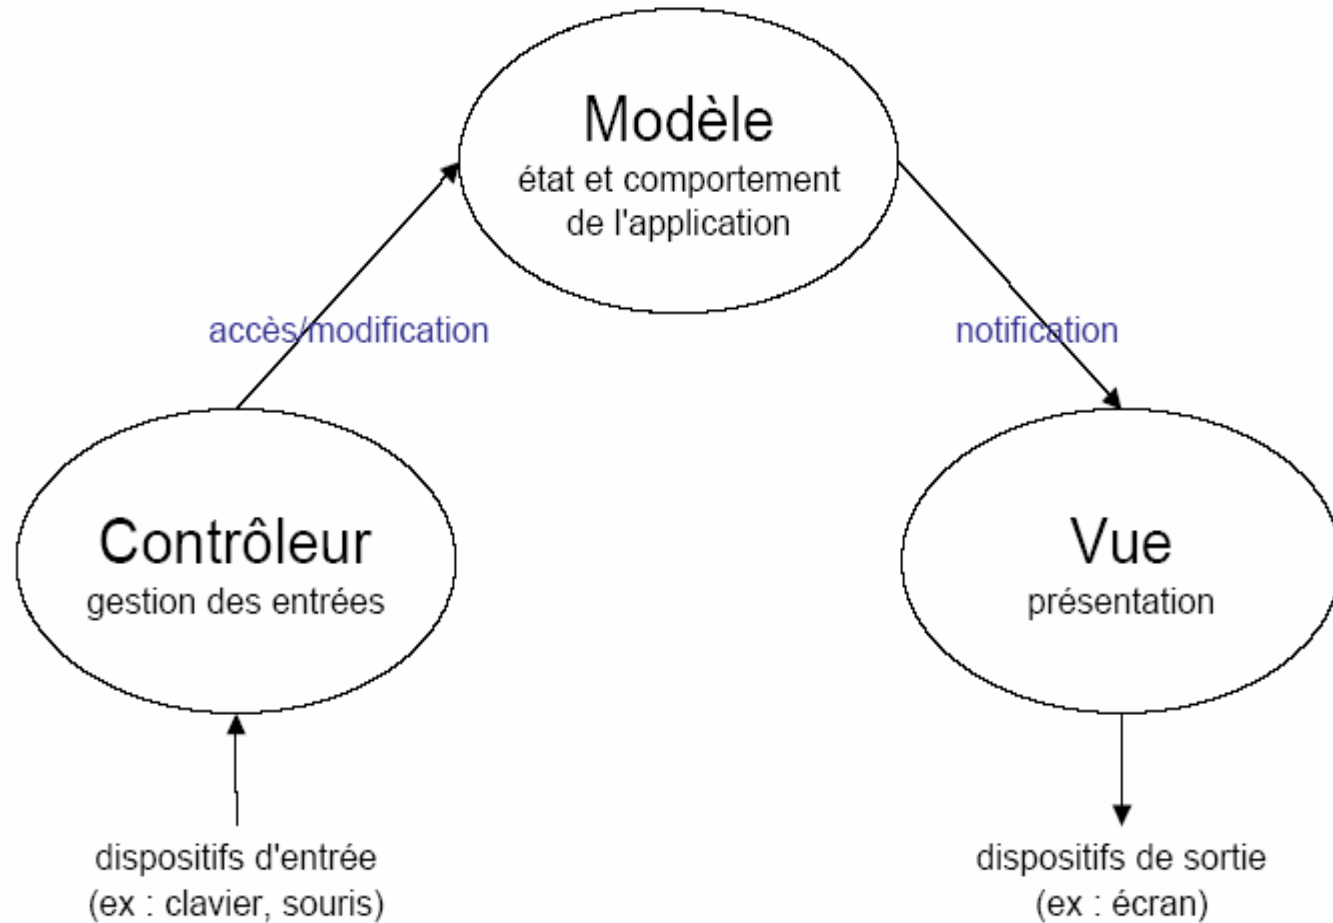 Modèle
état et comportement
de l'application
accès/modification
notification
Contrôleur
gestion des entrées
Vue
présentation
dispositifs d'entrée
(ex : clavier, souris)
dispositifs de sortie
(ex : écran)